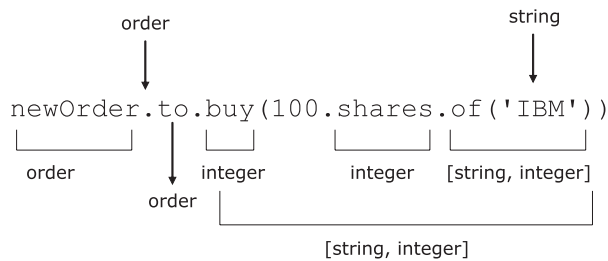 order string
newOrder.to.buy(100.shares.of('IBM'))
order integer integer [string, integer]
order
[string, integer]